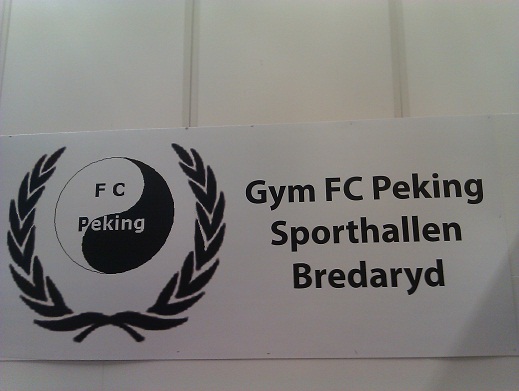 F C
Peking
Gym FC Peking
Sporthallen
Bredaryd